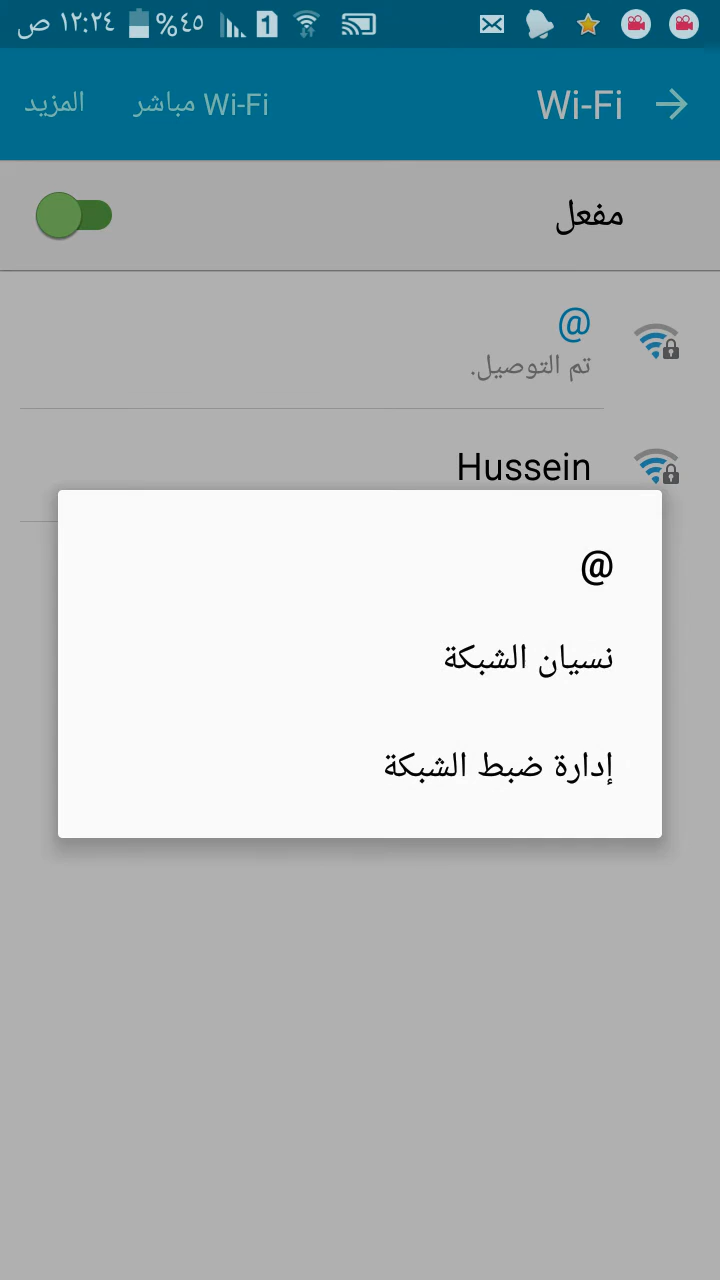 ١٢:٢٤ ص ٤٥% 1
Wi-Fi Wi-Fi مباشر المزيد
مفعل
@
تم التوصيل.
Hussein
@
نسيان الشبكة
إدارة ضبط الشبكة